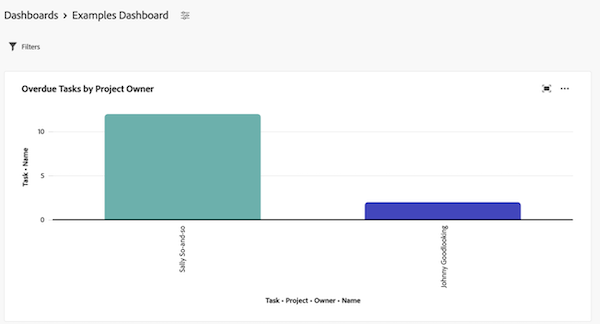 Dashboards > Examples Dashboard
Filters
Overdue Tasks by Project Owner
Task • Name
10
5
0
Sally So-and-so
Johnny Goodlooking
Task • Project • Owner • Name